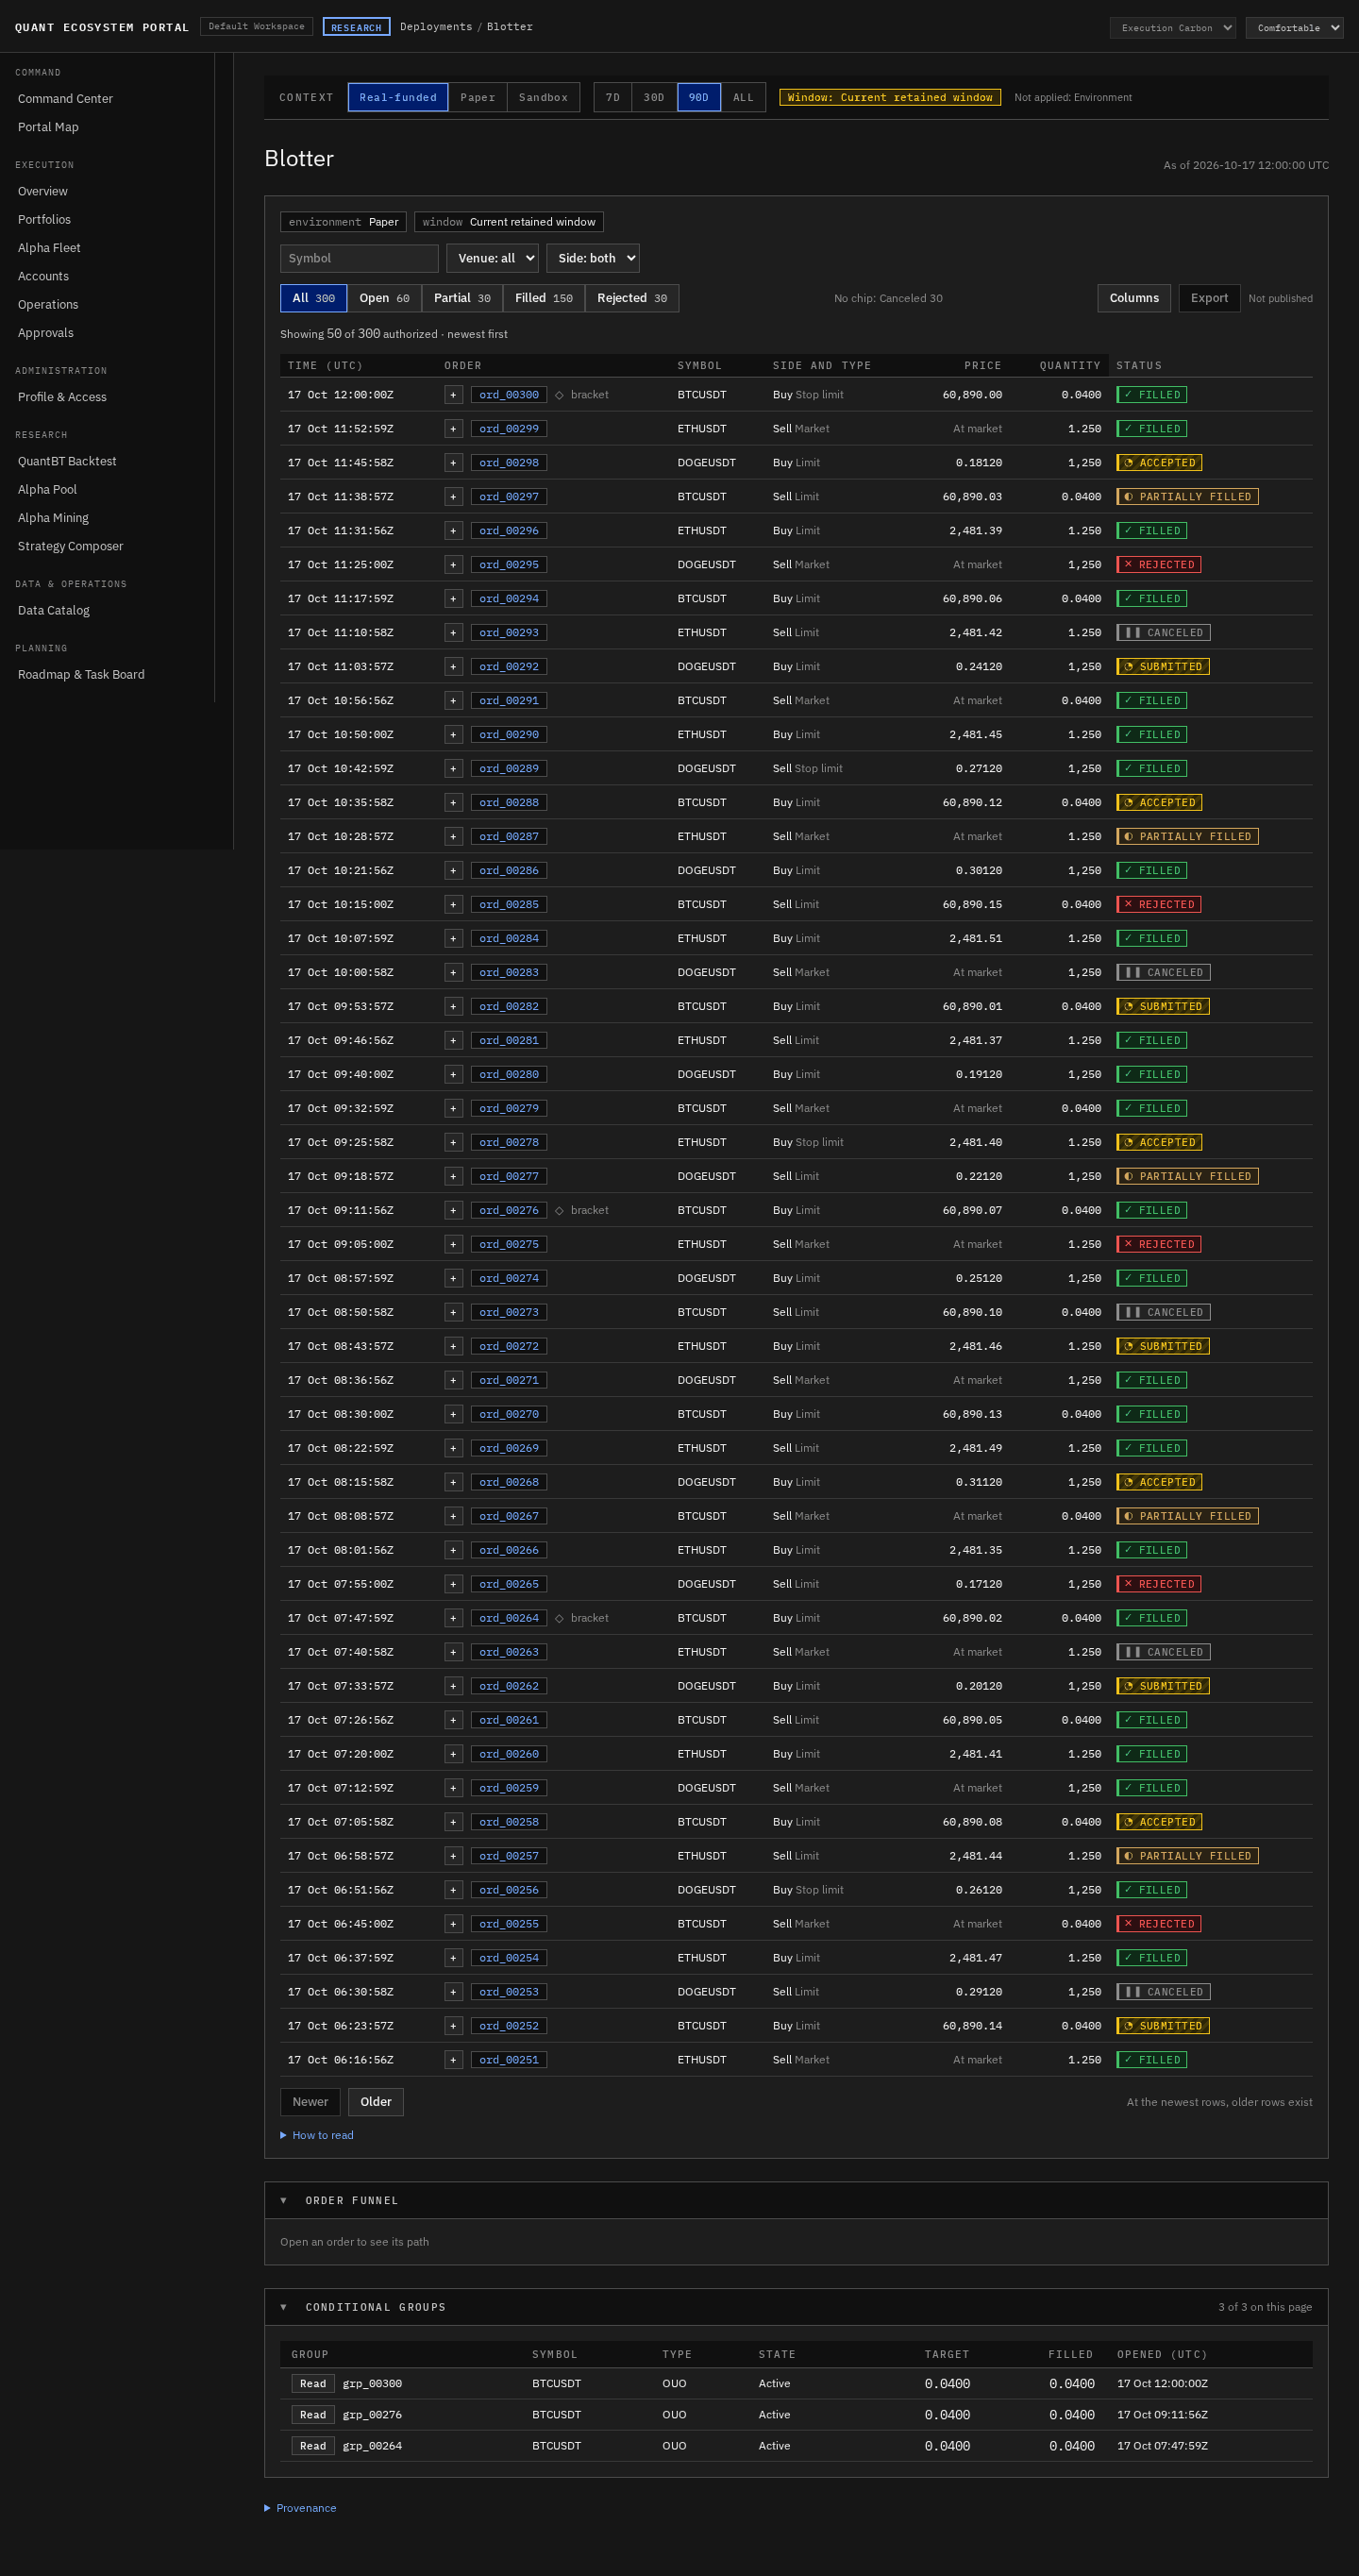 QUANT ECOSYSTEM PORTAL Default Workspace RESEARCH Deployments / Blotter Execution Carbon Comfortable
COMMAND
Command Center
Portal Map
EXECUTION
Overview
Portfolios
Alpha Fleet
Accounts
Operations
Approvals
ADMINISTRATION
Profile & Access
RESEARCH
QuantBT Backtest
Alpha Pool
Alpha Mining
Strategy Composer
DATA & OPERATIONS
Data Catalog
PLANNING
Roadmap & Task Board
CONTEXT Real-funded Paper Sandbox 7D 30D 90D ALL Window: Current retained window Not applied: Environment
Blotter
As of 2026-10-17 12:00:00 UTC
environment Paper window Current retained window
Symbol Venue: all Side: both
All 300 Open 60 Partial 30 Filled 150 Rejected 30 No chip: Canceled 30 Columns Export Not published
Showing 50 of 300 authorized · newest first
TIME (UTC) ORDER SYMBOL SIDE AND TYPE PRICE QUANTITY STATUS
17 Oct 12:00:00Z + ord_00300 ◇ bracket BTCUSDT Buy Stop limit 60,890.00 0.0400 ✓ FILLED
17 Oct 11:52:59Z + ord_00299 ETHUSDT Sell Market At market 1.250 ✓ FILLED
17 Oct 11:45:58Z + ord_00298 DOGEUSDT Buy Limit 0.18120 1,250 ◔ ACCEPTED
17 Oct 11:38:57Z + ord_00297 BTCUSDT Sell Limit 60,890.03 0.0400 ◐ PARTIALLY FILLED
17 Oct 11:31:56Z + ord_00296 ETHUSDT Buy Limit 2,481.39 1.250 ✓ FILLED
17 Oct 11:25:00Z + ord_00295 DOGEUSDT Sell Market At market 1,250 ✕ REJECTED
17 Oct 11:17:59Z + ord_00294 BTCUSDT Buy Limit 60,890.06 0.0400 ✓ FILLED
17 Oct 11:10:58Z + ord_00293 ETHUSDT Sell Limit 2,481.42 1.250 ❚❚ CANCELED
17 Oct 11:03:57Z + ord_00292 DOGEUSDT Buy Limit 0.24120 1,250 ◔ SUBMITTED
17 Oct 10:56:56Z + ord_00291 BTCUSDT Sell Market At market 0.0400 ✓ FILLED
17 Oct 10:50:00Z + ord_00290 ETHUSDT Buy Limit 2,481.45 1.250 ✓ FILLED
17 Oct 10:42:59Z + ord_00289 DOGEUSDT Sell Stop limit 0.27120 1,250 ✓ FILLED
17 Oct 10:35:58Z + ord_00288 BTCUSDT Buy Limit 60,890.12 0.0400 ◔ ACCEPTED
17 Oct 10:28:57Z + ord_00287 ETHUSDT Sell Market At market 1.250 ◐ PARTIALLY FILLED
17 Oct 10:21:56Z + ord_00286 DOGEUSDT Buy Limit 0.30120 1,250 ✓ FILLED
17 Oct 10:15:00Z + ord_00285 BTCUSDT Sell Limit 60,890.15 0.0400 ✕ REJECTED
17 Oct 10:07:59Z + ord_00284 ETHUSDT Buy Limit 2,481.51 1.250 ✓ FILLED
17 Oct 10:00:58Z + ord_00283 DOGEUSDT Sell Market At market 1,250 ❚❚ CANCELED
17 Oct 09:53:57Z + ord_00282 BTCUSDT Buy Limit 60,890.01 0.0400 ◔ SUBMITTED
17 Oct 09:46:56Z + ord_00281 ETHUSDT Sell Limit 2,481.37 1.250 ✓ FILLED
17 Oct 09:40:00Z + ord_00280 DOGEUSDT Buy Limit 0.19120 1,250 ✓ FILLED
17 Oct 09:32:59Z + ord_00279 BTCUSDT Sell Market At market 0.0400 ✓ FILLED
17 Oct 09:25:58Z + ord_00278 ETHUSDT Buy Stop limit 2,481.40 1.250 ◔ ACCEPTED
17 Oct 09:18:57Z + ord_00277 DOGEUSDT Sell Limit 0.22120 1,250 ◐ PARTIALLY FILLED
17 Oct 09:11:56Z + ord_00276 ◇ bracket BTCUSDT Buy Limit 60,890.07 0.0400 ✓ FILLED
17 Oct 09:05:00Z + ord_00275 ETHUSDT Sell Market At market 1.250 ✕ REJECTED
17 Oct 08:57:59Z + ord_00274 DOGEUSDT Buy Limit 0.25120 1,250 ✓ FILLED
17 Oct 08:50:58Z + ord_00273 BTCUSDT Sell Limit 60,890.10 0.0400 ❚❚ CANCELED
17 Oct 08:43:57Z + ord_00272 ETHUSDT Buy Limit 2,481.46 1.250 ◔ SUBMITTED
17 Oct 08:36:56Z + ord_00271 DOGEUSDT Sell Market At market 1,250 ✓ FILLED
17 Oct 08:30:00Z + ord_00270 BTCUSDT Buy Limit 60,890.13 0.0400 ✓ FILLED
17 Oct 08:22:59Z + ord_00269 ETHUSDT Sell Limit 2,481.49 1.250 ✓ FILLED
17 Oct 08:15:58Z + ord_00268 DOGEUSDT Buy Limit 0.31120 1,250 ◔ ACCEPTED
17 Oct 08:08:57Z + ord_00267 BTCUSDT Sell Market At market 0.0400 ◐ PARTIALLY FILLED
17 Oct 08:01:56Z + ord_00266 ETHUSDT Buy Limit 2,481.35 1.250 ✓ FILLED
17 Oct 07:55:00Z + ord_00265 DOGEUSDT Sell Limit 0.17120 1,250 ✕ REJECTED
17 Oct 07:47:59Z + ord_00264 ◇ bracket BTCUSDT Buy Limit 60,890.02 0.0400 ✓ FILLED
17 Oct 07:40:58Z + ord_00263 ETHUSDT Sell Market At market 1.250 ❚❚ CANCELED
17 Oct 07:33:57Z + ord_00262 DOGEUSDT Buy Limit 0.20120 1,250 ◔ SUBMITTED
17 Oct 07:26:56Z + ord_00261 BTCUSDT Sell Limit 60,890.05 0.0400 ✓ FILLED
17 Oct 07:20:00Z + ord_00260 ETHUSDT Buy Limit 2,481.41 1.250 ✓ FILLED
17 Oct 07:12:59Z + ord_00259 DOGEUSDT Sell Market At market 1,250 ✓ FILLED
17 Oct 07:05:58Z + ord_00258 BTCUSDT Buy Limit 60,890.08 0.0400 ◔ ACCEPTED
17 Oct 06:58:57Z + ord_00257 ETHUSDT Sell Limit 2,481.44 1.250 ◐ PARTIALLY FILLED
17 Oct 06:51:56Z + ord_00256 DOGEUSDT Buy Stop limit 0.26120 1,250 ✓ FILLED
17 Oct 06:45:00Z + ord_00255 BTCUSDT Sell Market At market 0.0400 ✕ REJECTED
17 Oct 06:37:59Z + ord_00254 ETHUSDT Buy Limit 2,481.47 1.250 ✓ FILLED
17 Oct 06:30:58Z + ord_00253 DOGEUSDT Sell Limit 0.29120 1,250 ❚❚ CANCELED
17 Oct 06:23:57Z + ord_00252 BTCUSDT Buy Limit 60,890.14 0.0400 ◔ SUBMITTED
17 Oct 06:16:56Z + ord_00251 ETHUSDT Sell Market At market 1.250 ✓ FILLED
Newer Older At the newest rows, older rows exist
▶ How to read
▼ ORDER FUNNEL
Open an order to see its path
▼ CONDITIONAL GROUPS 3 of 3 on this page
GROUP SYMBOL TYPE STATE TARGET FILLED OPENED (UTC)
Read grp_00300 BTCUSDT OUO Active 0.0400 0.0400 17 Oct 12:00:00Z
Read grp_00276 BTCUSDT OUO Active 0.0400 0.0400 17 Oct 09:11:56Z
Read grp_00264 BTCUSDT OUO Active 0.0400 0.0400 17 Oct 07:47:59Z
▶ Provenance